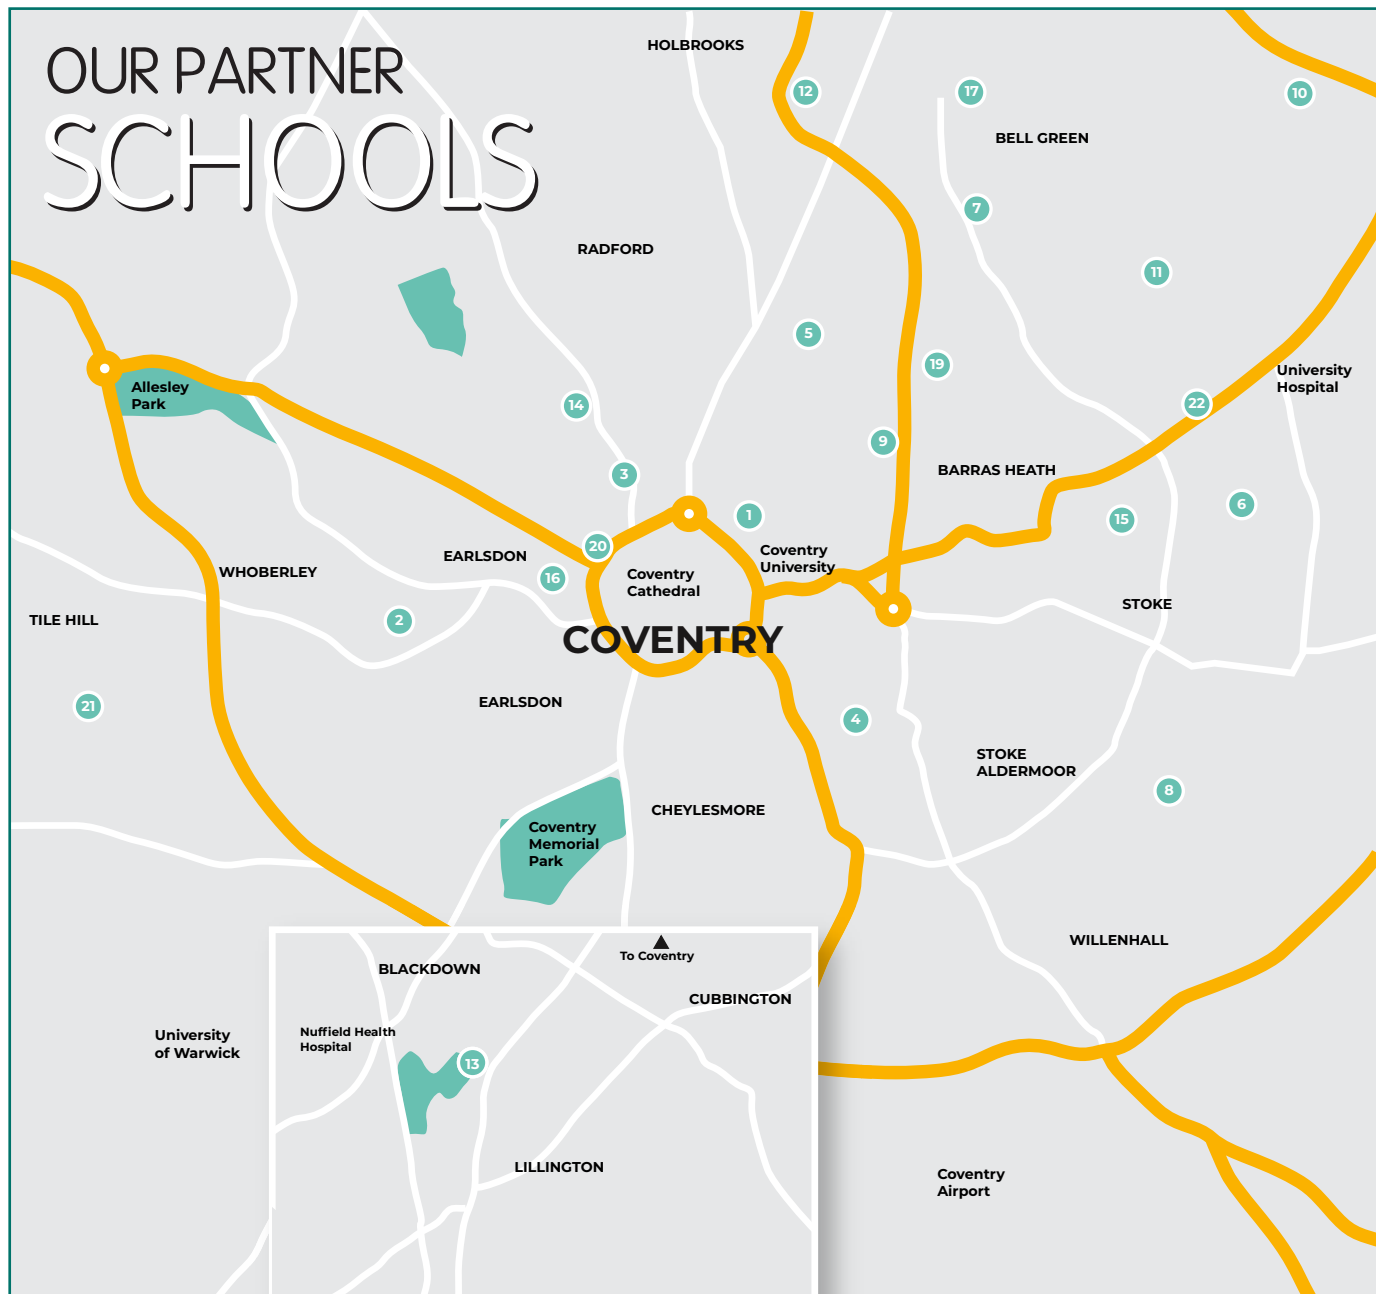 OUR PARTNER
SCHOOLS
HOLBROOKS
12
17
10
BELL GREEN
7
RADFORD
11
5
19
University
Hospital
Allesley
Park
14
22
9
BARRAS HEATH
3
6
1
15
20
EARLSDON
Coventry
University
WHOBERLEY
16
Coventry
Cathedral
STOKE
TILE HILL
2
COVENTRY
21
EARLSDON
4
STOKE
ALDERMOOR
8
CHEYLESMORE
Coventry
Memorial
Park
WILLENHALL
To Coventry
BLACKDOWN
CUBBINGTON
University
of Warwick
Nuffield Health
Hospital
13
LILLINGTON
Coventry
Airport